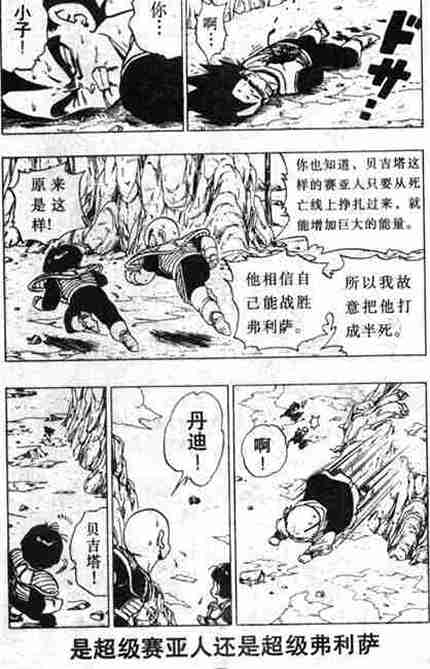 啊…
ドサ!
你…
小子!
你也知道、贝吉塔这
样的赛亚人只要从死
亡线上挣扎过来，就
能增加巨大的能量。
所以我故
意把他打
成半死。
他相信自
己能战胜
弗利萨。
原来
是这
样!
啊!
丹迪!
贝吉塔!
是超级赛亚人还是超级弗利萨